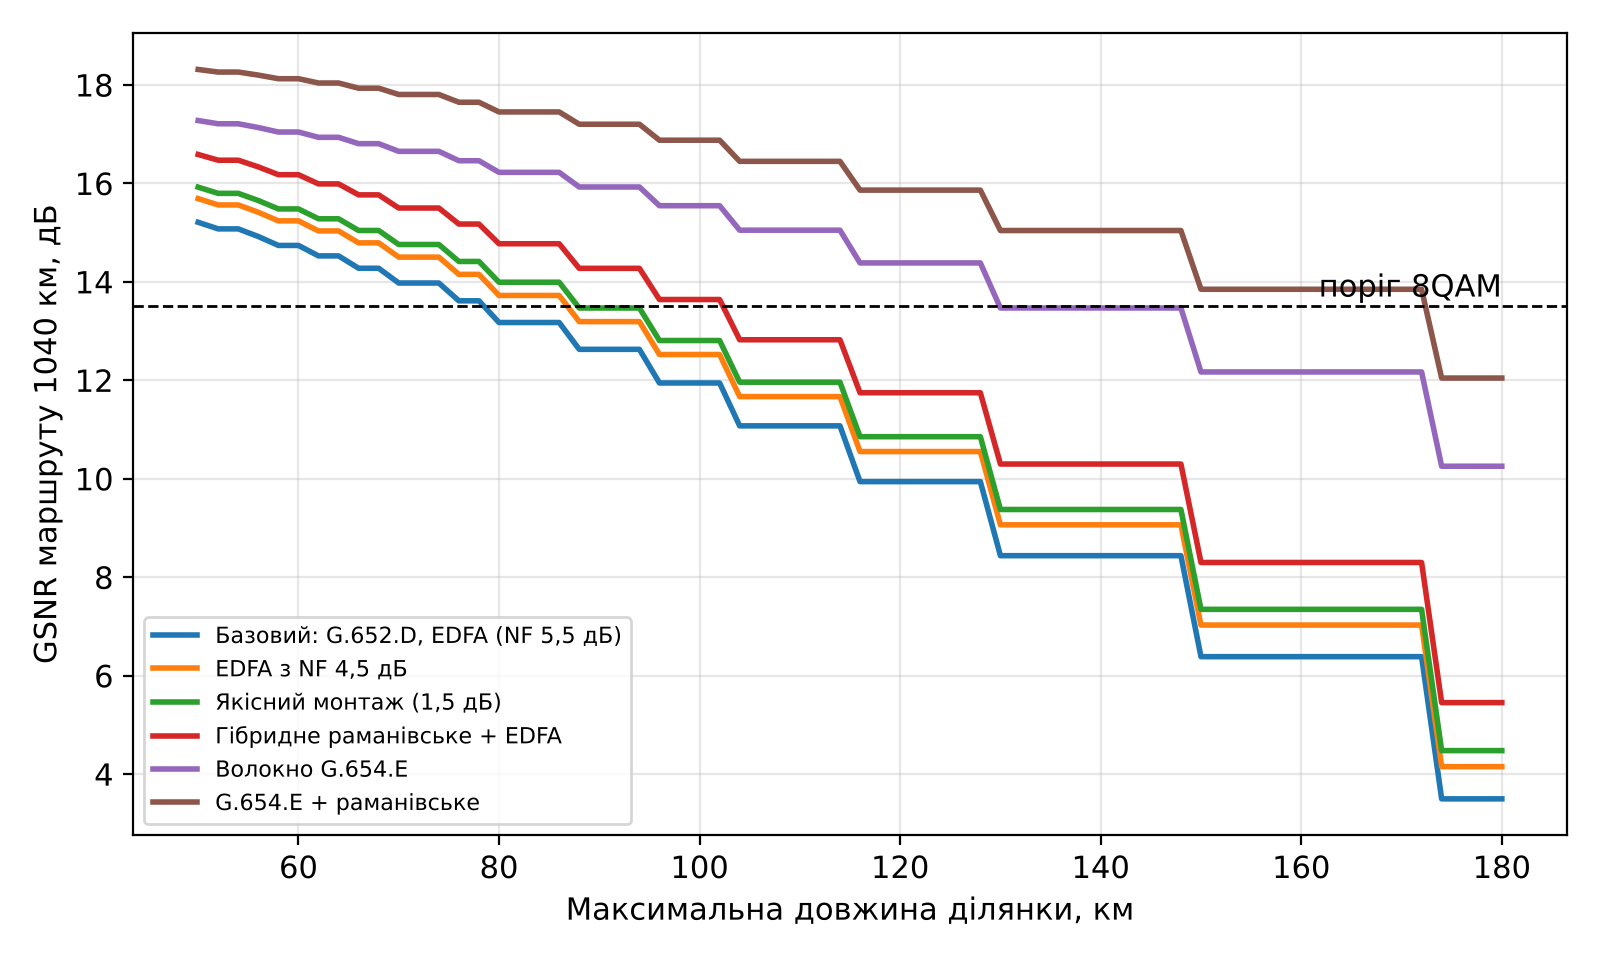 GSNR маршруту 1040 км, дБ
18
16
14
12
10
8
6
4
поріг 8QAM
Базовий: G.652.D, EDFA (NF 5,5 дБ)
EDFA з NF 4,5 дБ
Якісний монтаж (1,5 дБ)
Гібридне раманівське + EDFA
Волокно G.654.E
G.654.E + раманівське
60 80 100 120 140 160 180
Максимальна довжина ділянки, км